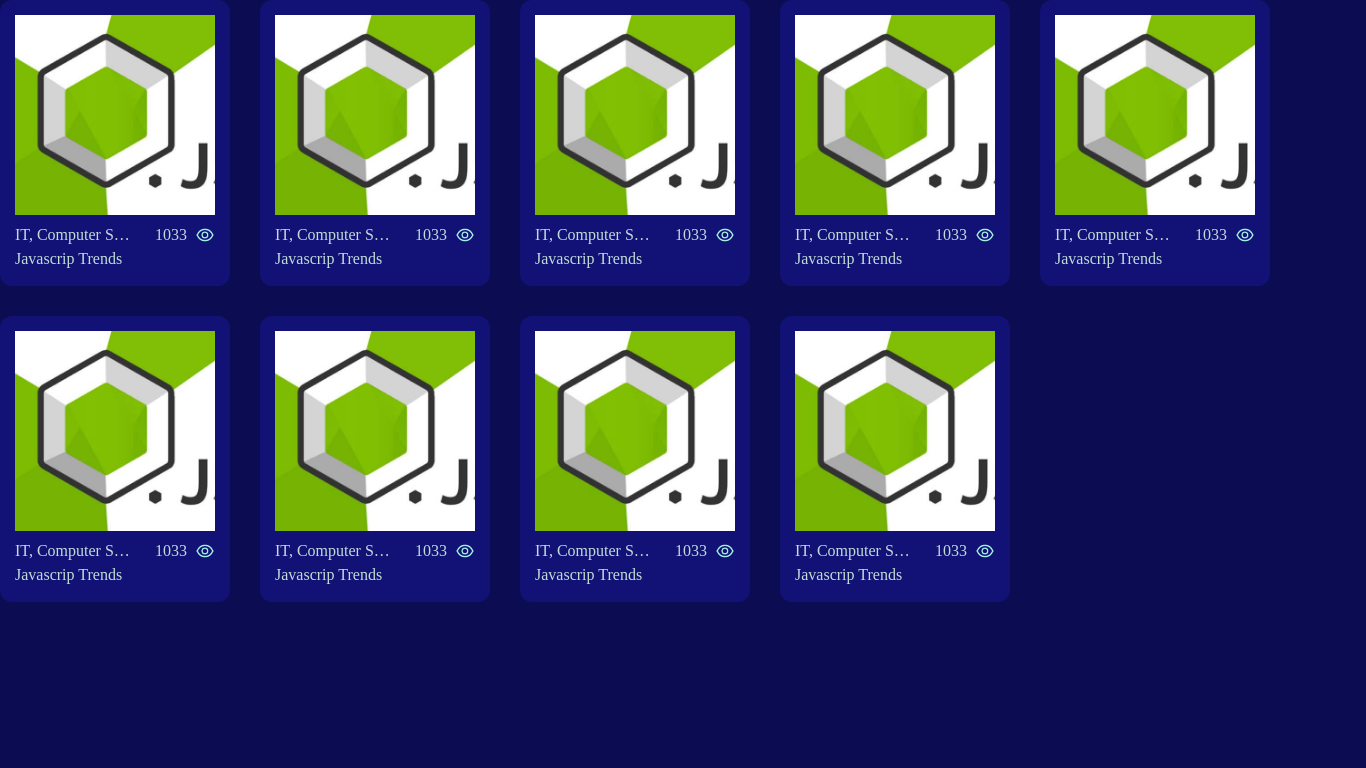 .J
.J
.J
.J
.J
IT, Computer S... 1033
IT, Computer S... 1033
IT, Computer S... 1033
IT, Computer S... 1033
IT, Computer S... 1033
Javascrip Trends
Javascrip Trends
Javascrip Trends
Javascrip Trends
Javascrip Trends
.J
.J
.J
.J
IT, Computer S... 1033
IT, Computer S... 1033
IT, Computer S... 1033
IT, Computer S... 1033
Javascrip Trends
Javascrip Trends
Javascrip Trends
Javascrip Trends